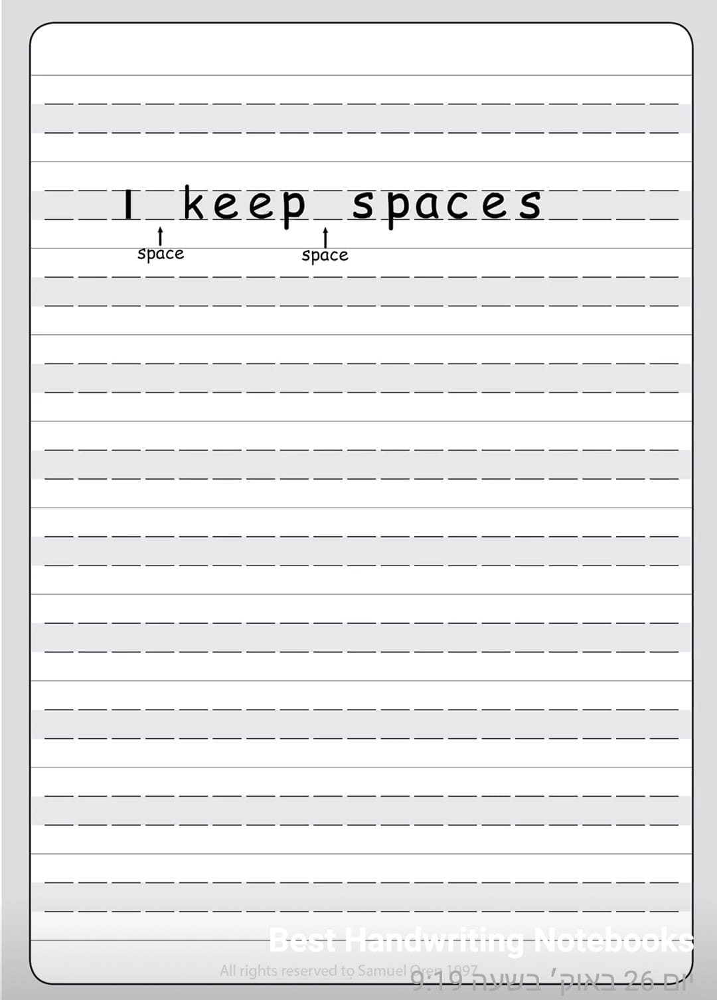 I keep spaces
space space
Best Handwriting Notebooks
All rights reserved to Samuel Oren 1997
יום 26 באוק׳ בשעה 9:19